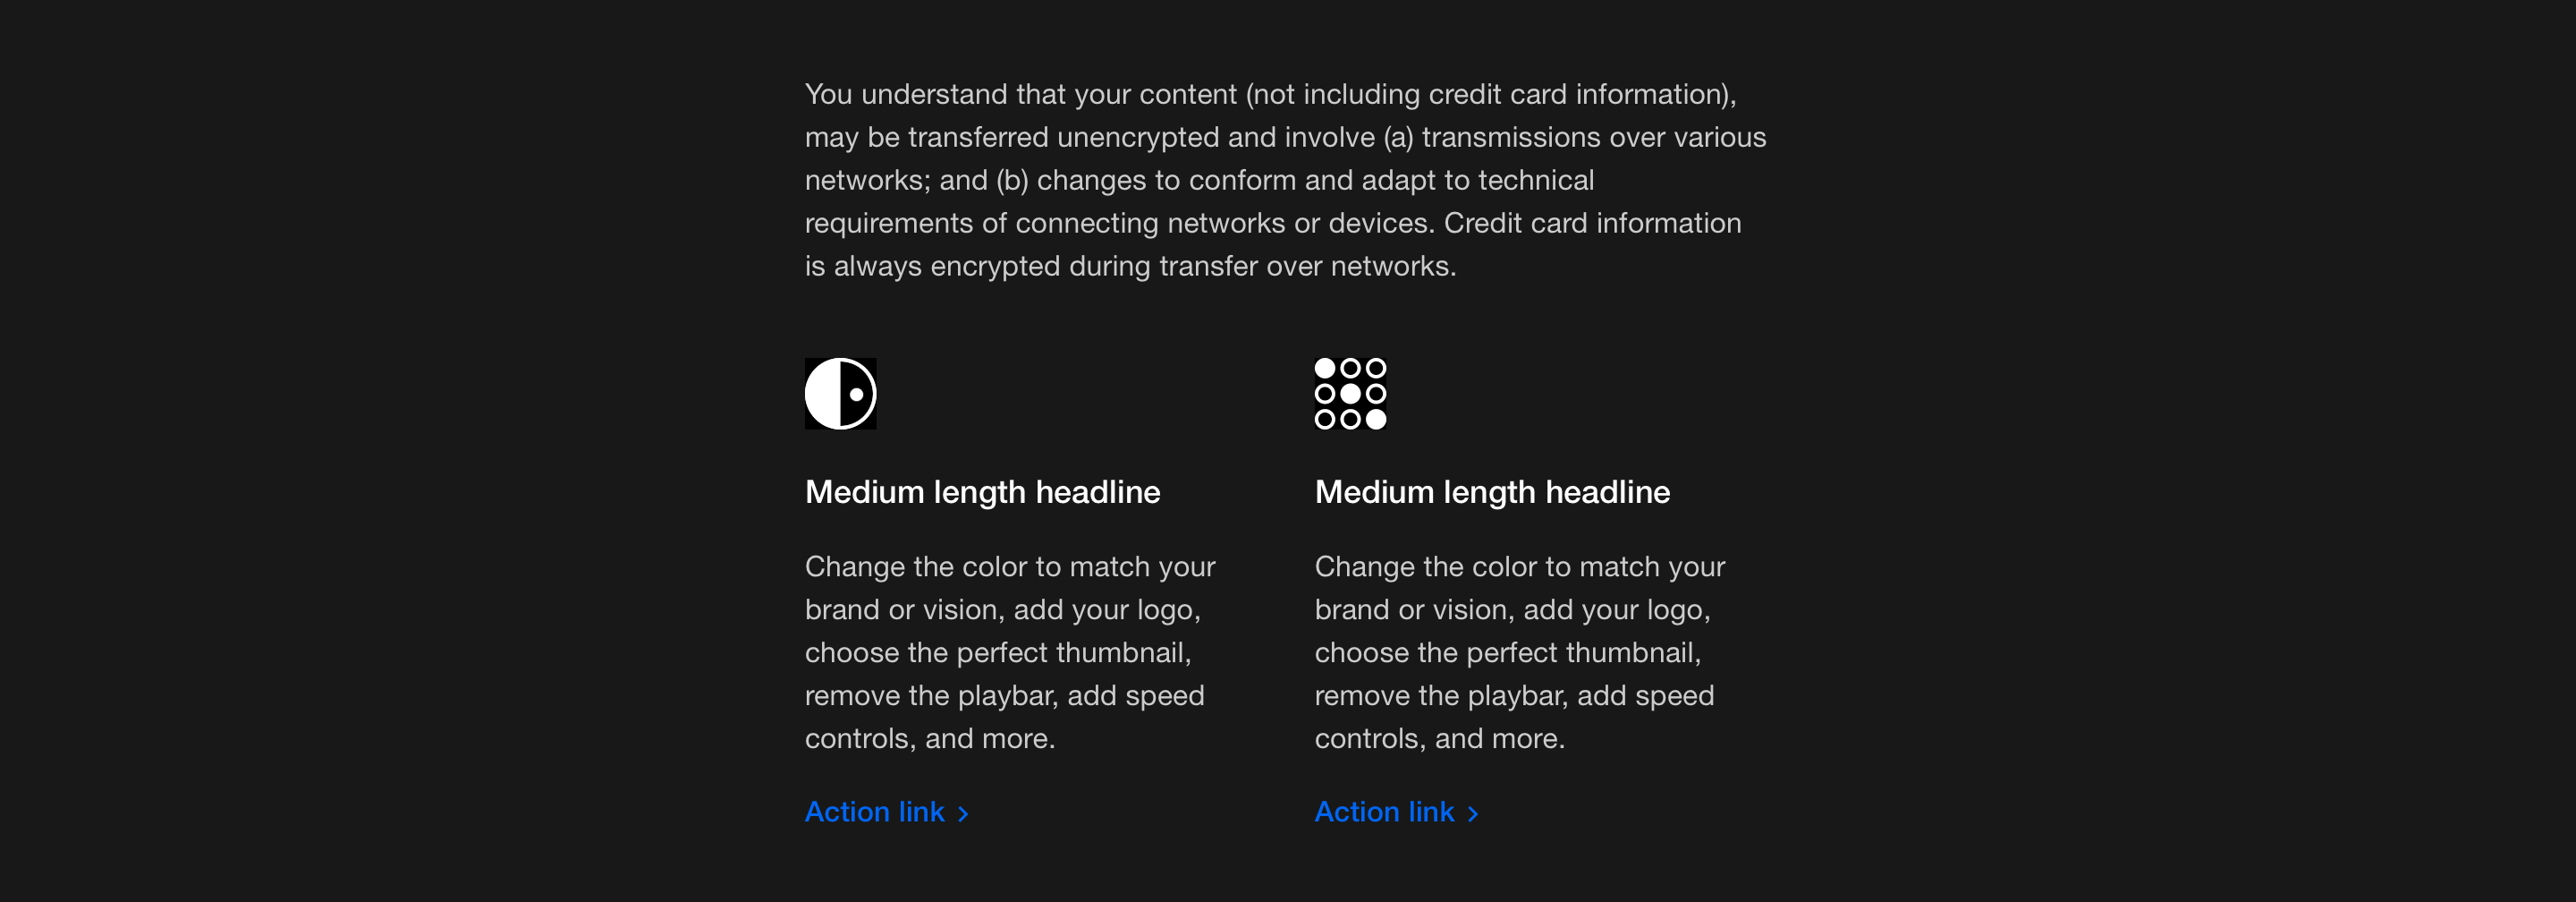 You understand that your content (not including credit card information),
may be transferred unencrypted and involve (a) transmissions over various
networks; and (b) changes to conform and adapt to technical
requirements of connecting networks or devices. Credit card information
is always encrypted during transfer over networks.
Medium length headline
Change the color to match your
brand or vision, add your logo,
choose the perfect thumbnail,
remove the playbar, add speed
controls, and more.
Action link
Medium length headline
Change the color to match your
brand or vision, add your logo,
choose the perfect thumbnail,
remove the playbar, add speed
controls, and more.
Action link